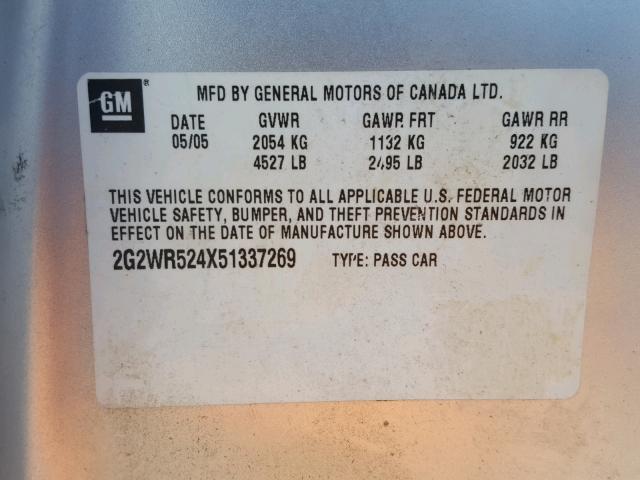 GM ®
MFD BY GENERAL MOTORS OF CANADA LTD.
DATE GVWR GAWR FRT GAWR RR
05/05 2054 KG 1132 KG 922 KG
4527 LB 2495 LB 2032 LB
THIS VEHICLE CONFORMS TO ALL APPLICABLE U.S. FEDERAL MOTOR
VEHICLE SAFETY, BUMPER, AND THEFT PREVENTION STANDARDS IN
EFFECT ON THE DATE OF MANUFACTURE SHOWN ABOVE.
2G2WR524X51337269 TYPE: PASS CAR